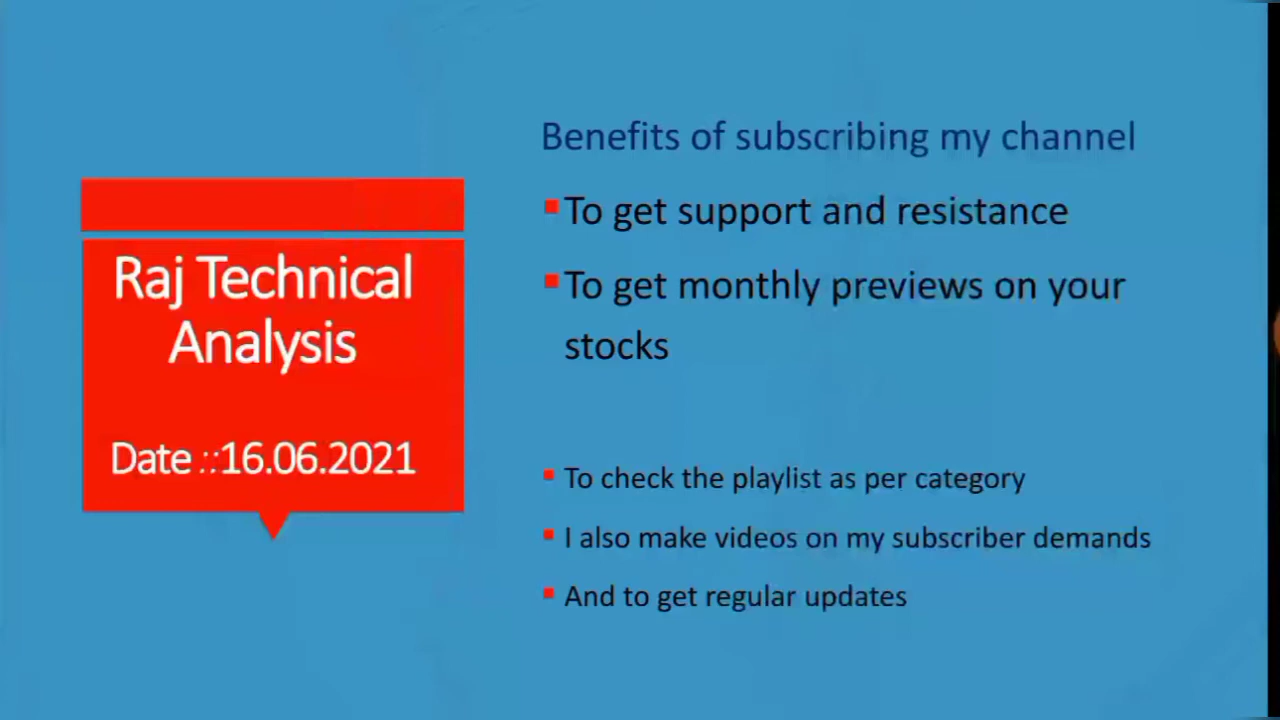 Raj Technical
Analysis
Date ::16.06.2021
Benefits of subscribing my channel
To get support and resistance
To get monthly previews on your
stocks
To check the playlist as per category
I also make videos on my subscriber demands
And to get regular updates